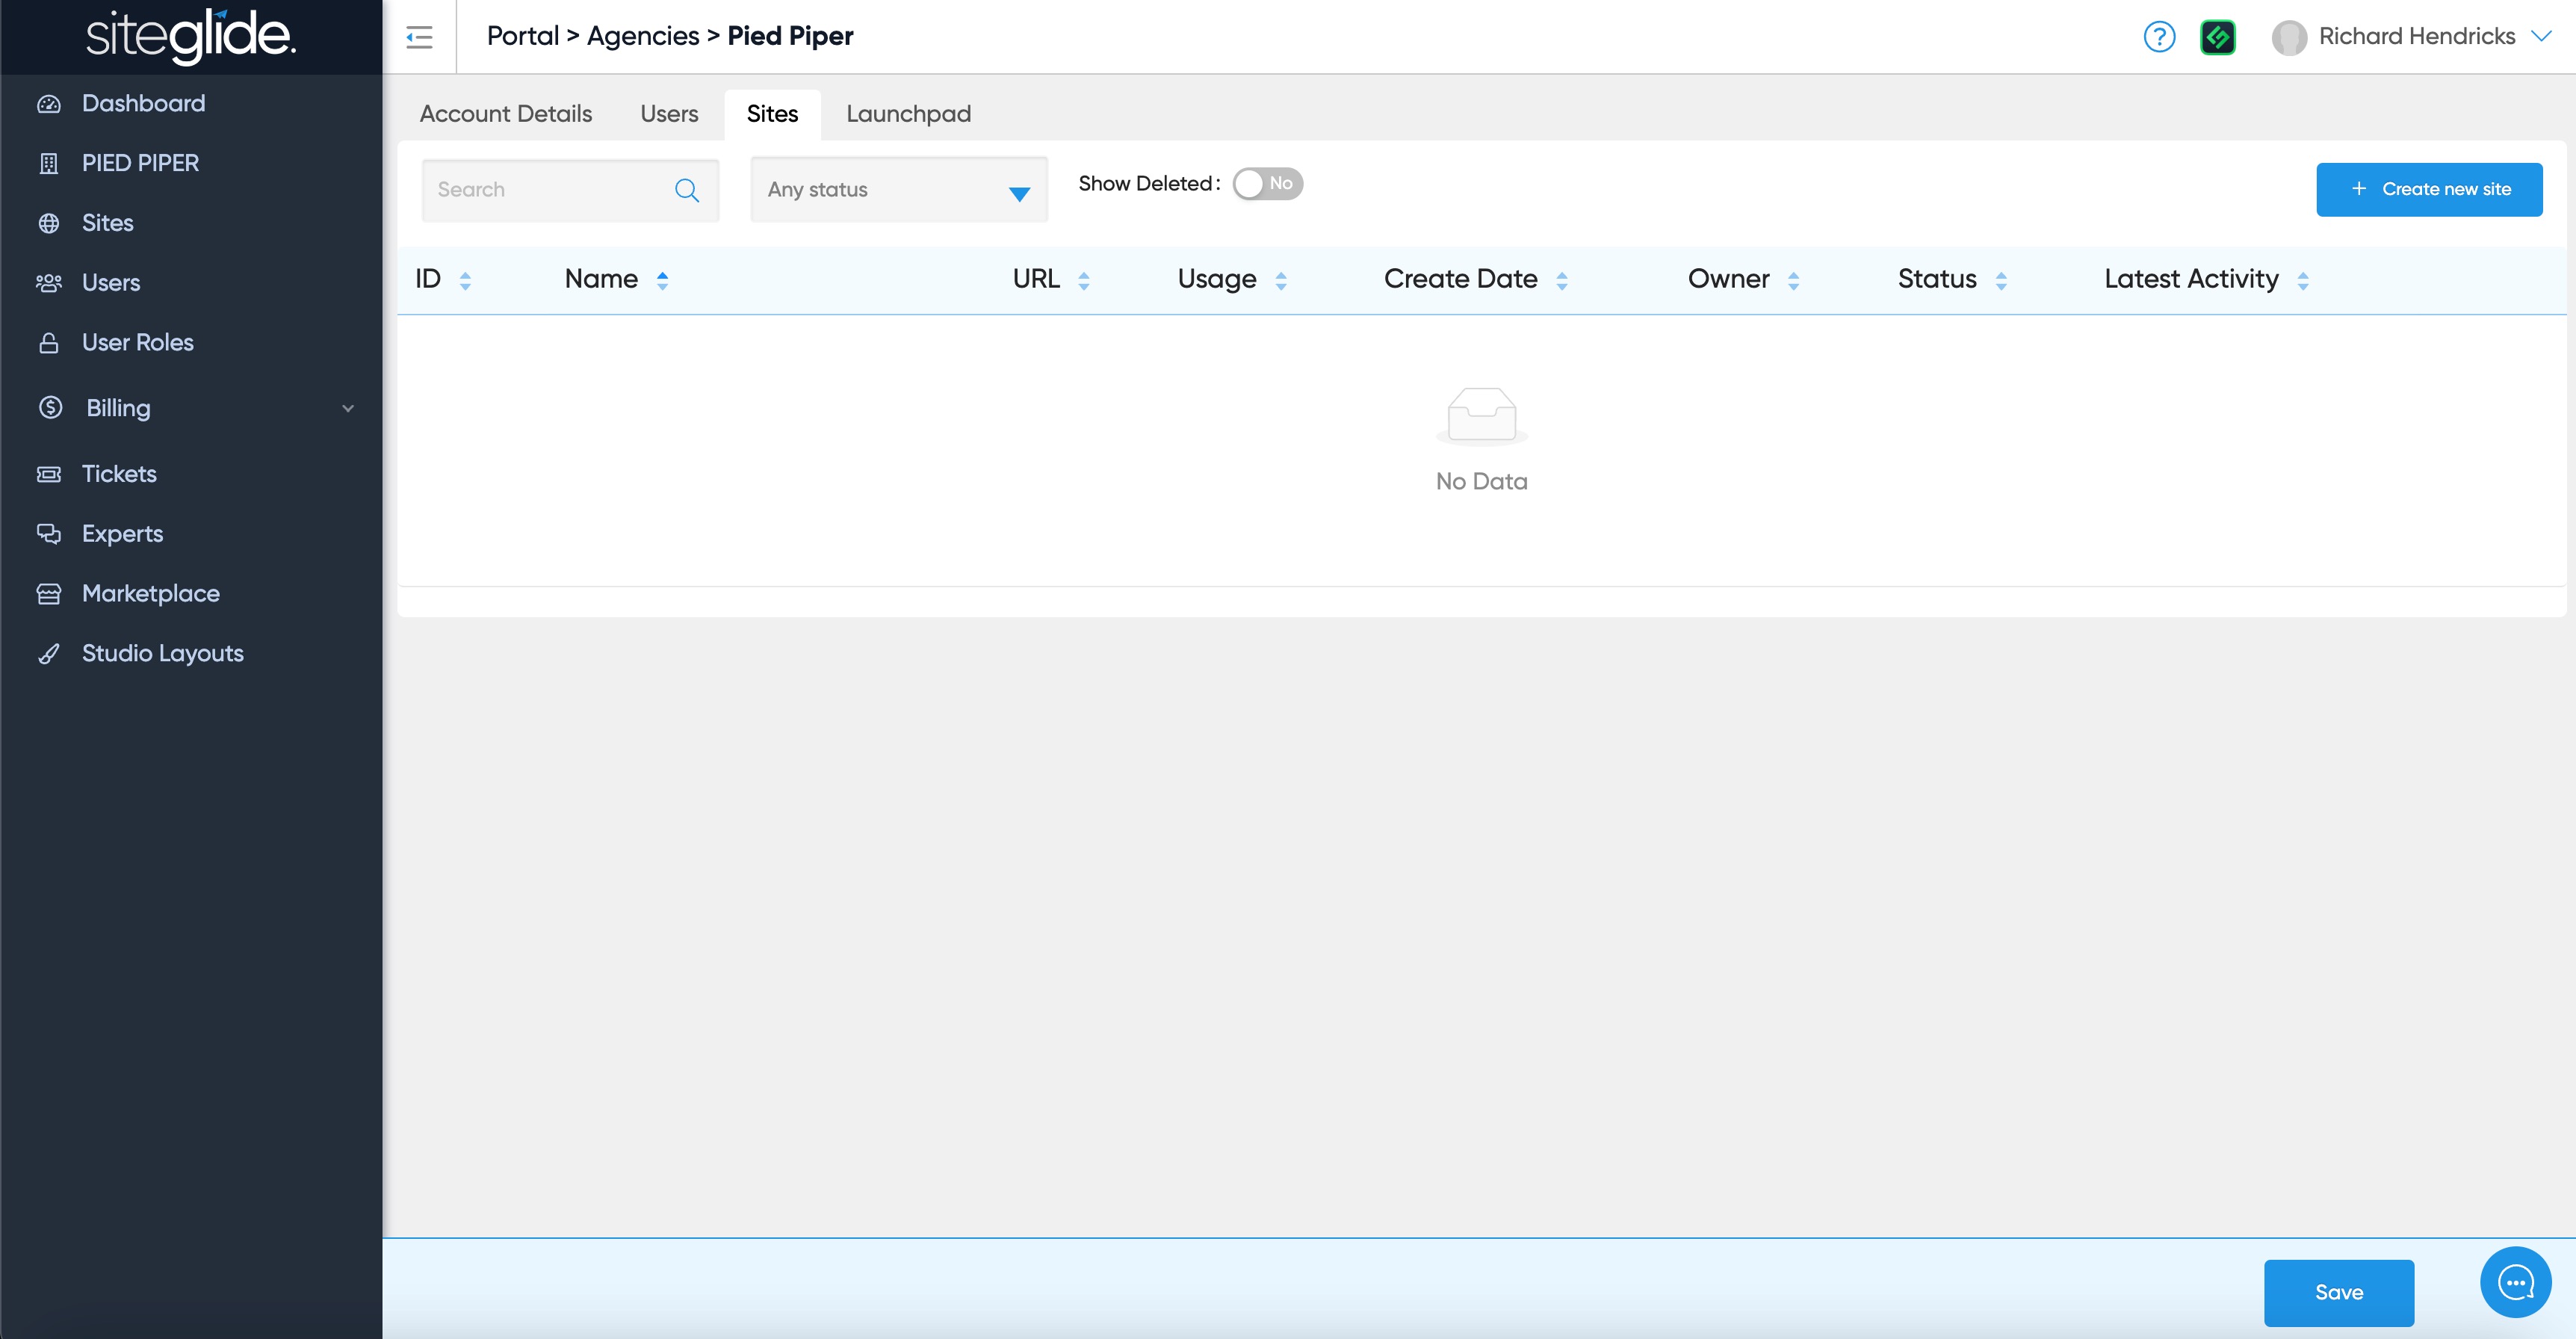 siteglide.
Portal > Agencies > Pied Piper
Richard Hendricks
Dashboard
PIED PIPER
Sites
Users
User Roles
Billing
Tickets
Experts
Marketplace
Studio Layouts
Account Details
Users
Sites
Launchpad
Search
Any status
Show Deleted:
No
+ Create new site
ID
Name
URL
Usage
Create Date
Owner
Status
Latest Activity
No Data
Save